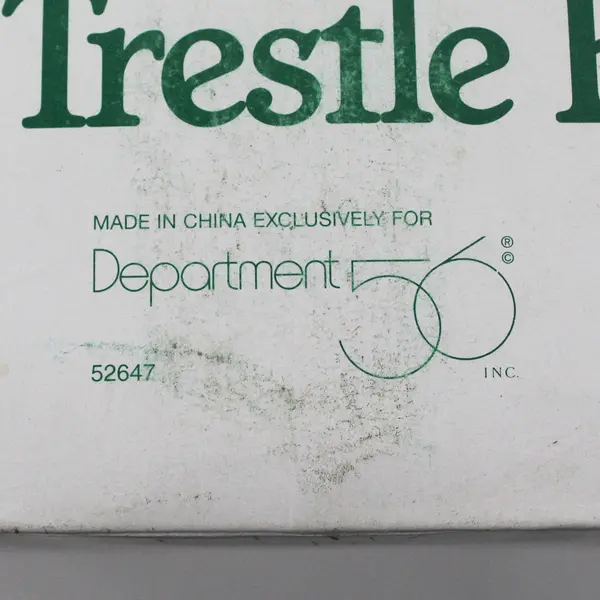 Trestle
MADE IN CHINA EXCLUSIVELY FOR
Department 56 ® ©
52647
INC.